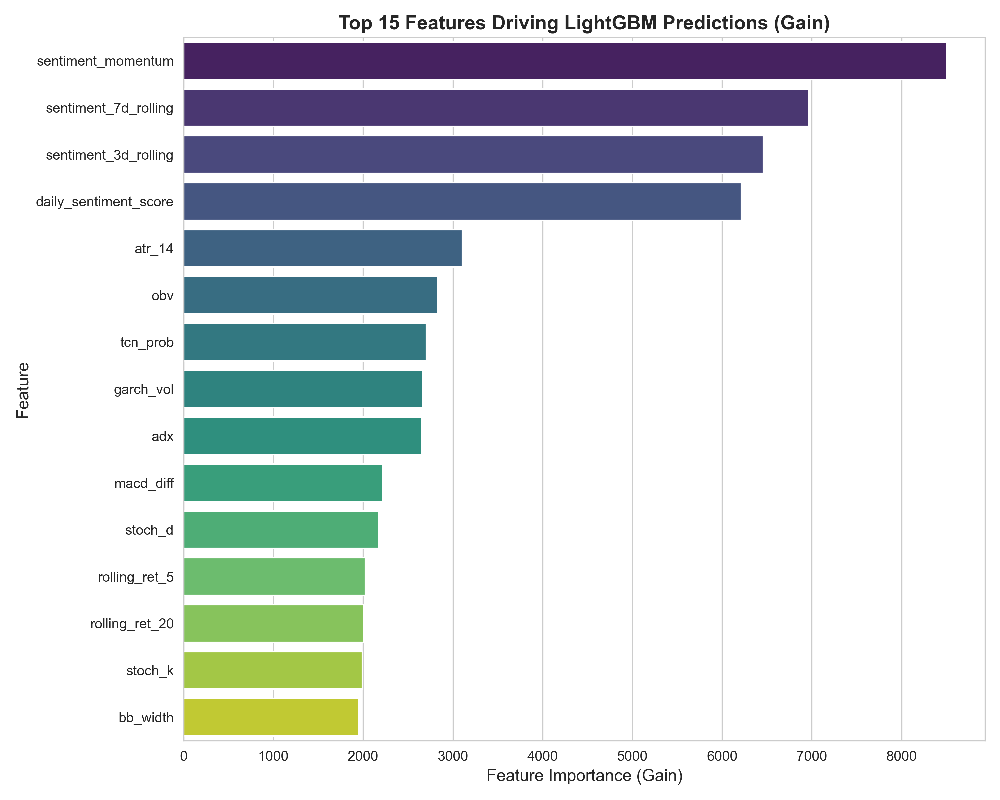 Top 15 Features Driving LightGBM Predictions (Gain)
sentiment_momentum
sentiment_7d_rolling
sentiment_3d_rolling
daily_sentiment_score
atr_14
obv
tcn_prob
garch_vol
adx
macd_diff
stoch_d
rolling_ret_5
rolling_ret_20
stoch_k
bb_width
Feature
0 1000 2000 3000 4000 5000 6000 7000 8000
Feature Importance (Gain)